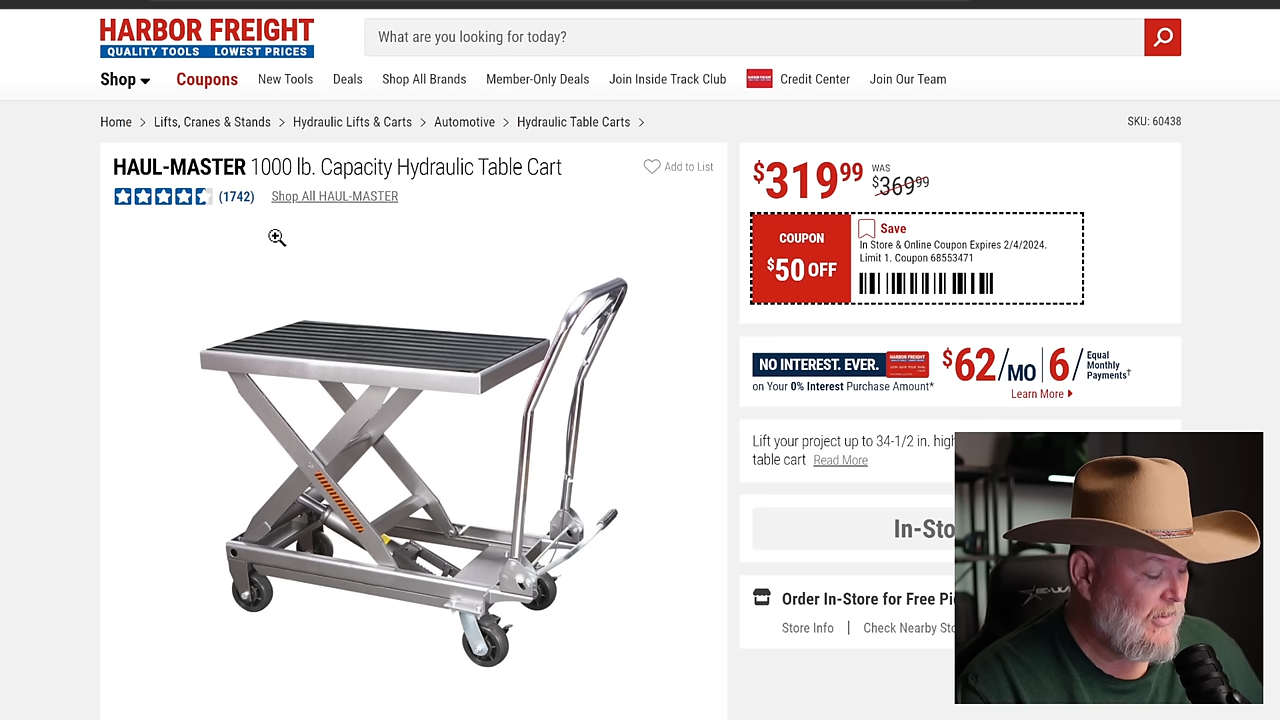 HARBOR FREIGHT
QUALITY TOOLS LOWEST PRICES
What are you looking for today?
Shop
Coupons
New Tools
Deals
Shop All Brands
Member-Only Deals
Join Inside Track Club
Credit Center
Join Our Team
Home > Lifts, Cranes & Stands > Hydraulic Lifts & Carts > Automotive > Hydraulic Table Carts >
SKU: 60438
HAUL-MASTER 1000 lb. Capacity Hydraulic Table Cart
Add to List
(1742)
Shop All HAUL-MASTER
$319.99
WAS
$369.99
COUPON
$50 OFF
Save
In Store & Online Coupon Expires 2/4/2024.
Limit 1. Coupon 68553471
NO INTEREST. EVER.
HARBOR FREIGHT
on Your 0% Interest Purchase Amount*
$62/MO
6/
Equal
Monthly
Payments†
Learn More
Lift your project up to 34-1/2 in. high
table cart Read More
In-Sto
Order In-Store for Free Pi
Store Info | Check Nearby Sto